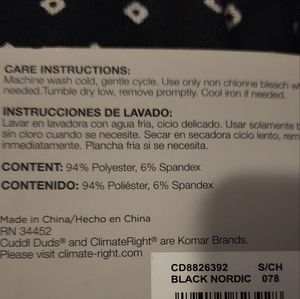 CARE INSTRUCTIONS:
Machine wash cold, gentle cycle. Use only non chlorine bleach
needed.Tumble dry low, remove promptly. Cool iron if needed.
INSTRUCCIONES DE LAVADO:
Lavar en lavadora con agua fria, ciclo delicado. Usar solamente
sin cloro cuando se necesite. Secar en secadora ciclo lento,
inmediatamente. Plancha fria si se necesita.
CONTENT: 94% Polyester, 6% Spandex
CONTENIDO: 94% Poliéster, 6% Spandex
Made in China/Hecho en China
RN 34452
Cuddl Duds® and ClimateRight® are Komar Brands.
Please visit climate-right.com
CD8826392 S/CH
BLACK NORDIC 078